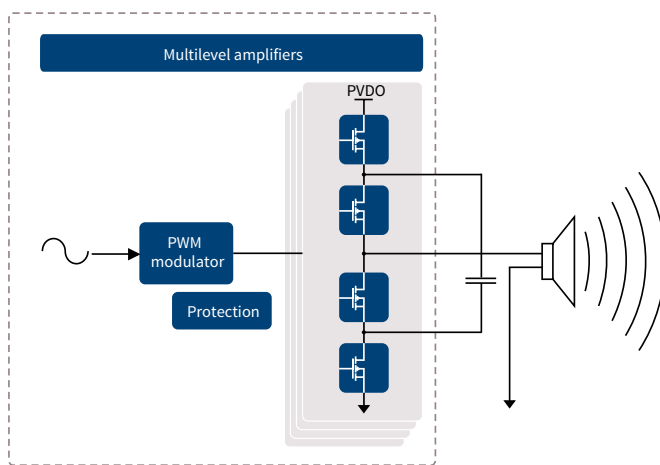 Multilevel amplifiers
PVDO
PWM
modulator
Protection